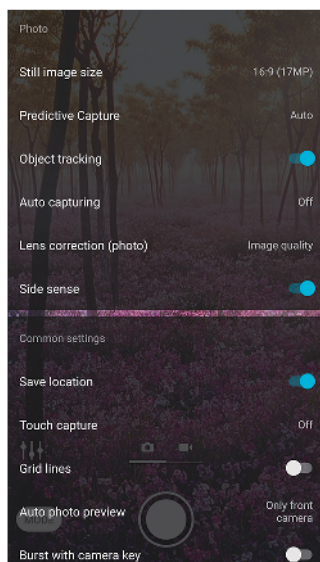 Photo
Still image size 16:9 (17MP)
Predictive Capture Auto
Object tracking
Auto capturing Off
Lens correction (photo) Image quality
Side sense
Common settings
Save location
Touch capture Off
Grid lines
Auto photo preview Only front
camera
MODE
Burst with camera key